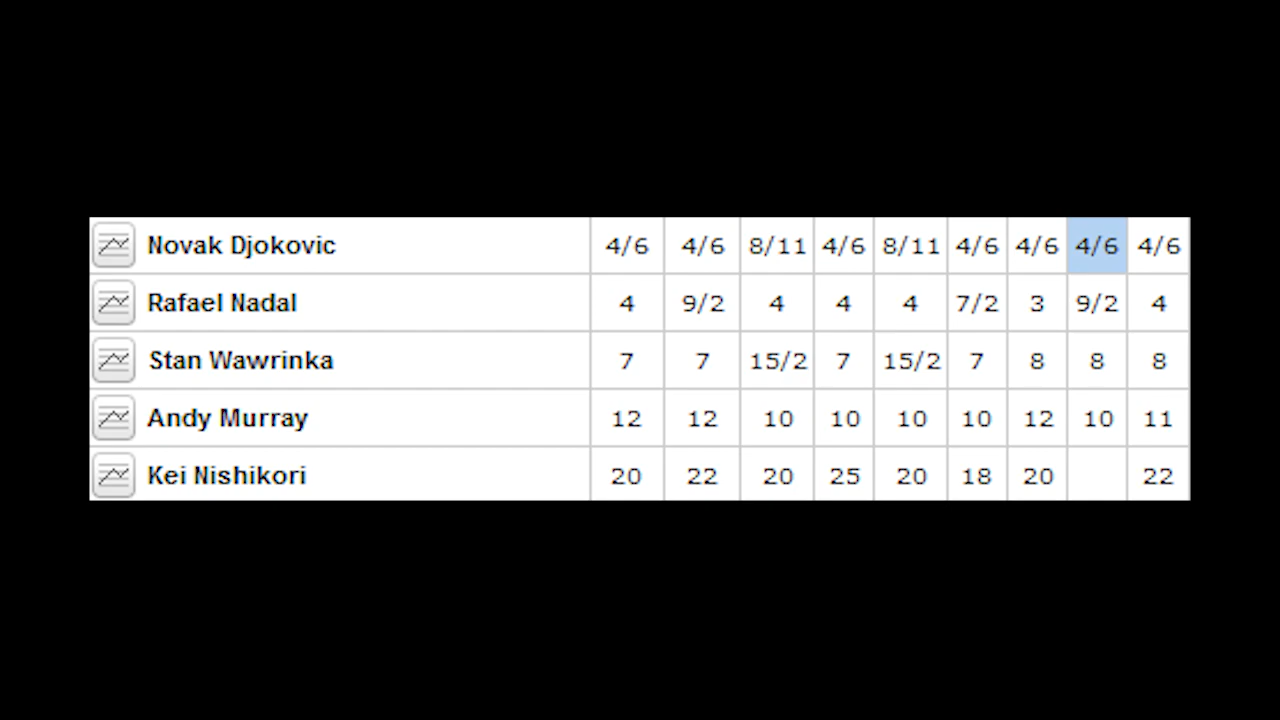 Novak Djokovic 4/6 4/6 8/11 4/6 8/11 4/6 4/6 4/6 4/6
Rafael Nadal 4 9/2 4 4 4 7/2 3 9/2 4
Stan Wawrinka 7 7 15/2 7 15/2 7 8 8 8
Andy Murray 12 12 10 10 10 10 12 10 11
Kei Nishikori 20 22 20 25 20 18 20 22